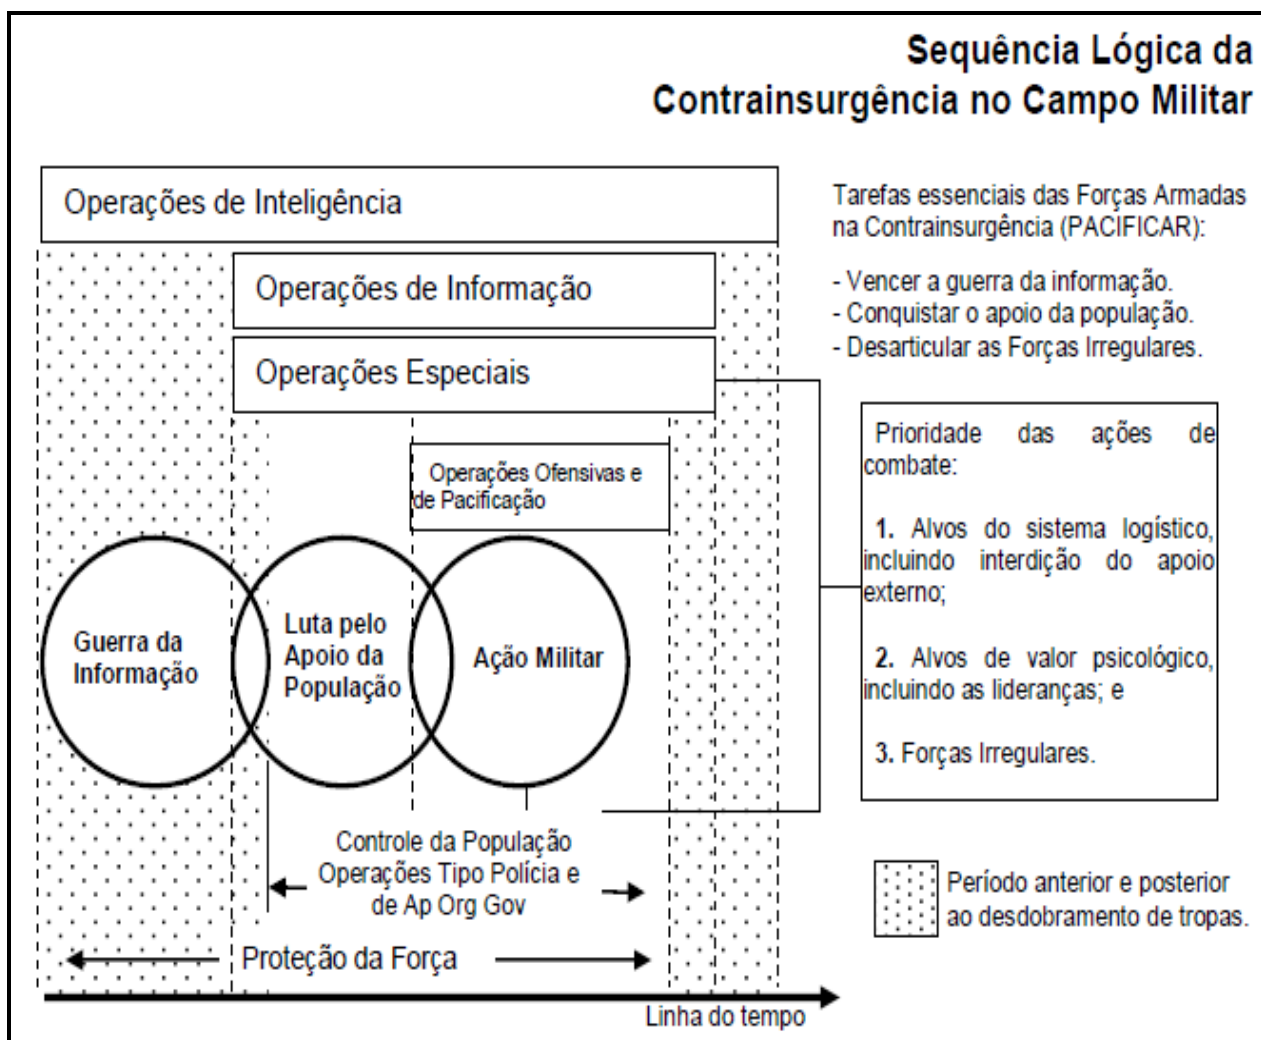 Sequência Lógica da
Contrainsurgência no Campo Militar
Operações de Inteligência
Operações de Informação
Operações Especiais
Operações Ofensivas e
de Pacificação
Guerra da
Informação
Luta pelo
Apoio da
População
Ação Militar
Controle da População
Operações Tipo Polícia e
de Ap Org Gov
Proteção da Força
Linha do tempo
Tarefas essenciais das Forças Armadas
na Contrainsurgência (PACIFICAR):
- Vencer a guerra da informação.
- Conquistar o apoio da população.
- Desarticular as Forças Irregulares.
Prioridade das ações de
combate:
1. Alvos do sistema logístico,
incluindo interdição do apoio
externo;
2. Alvos de valor psicológico,
incluindo as lideranças; e
3. Forças Irregulares.
Período anterior e posterior
ao desdobramento de tropas.